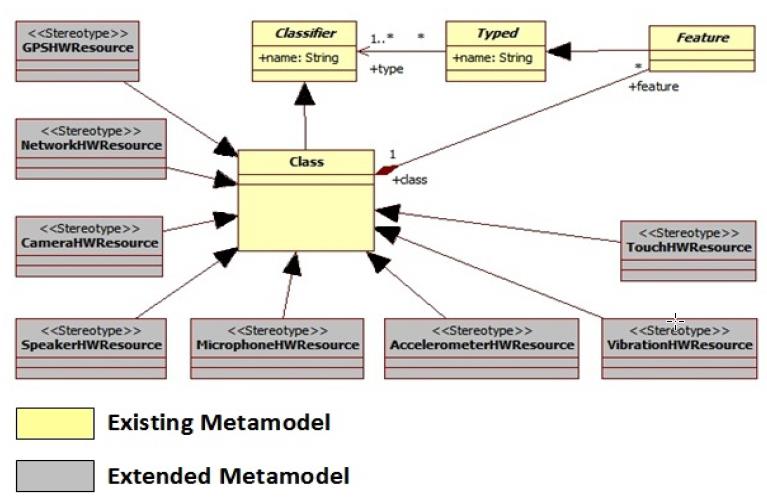 <<Stereotype>>
GPSHWResource
Classifier
+name: String
1..*
*
+type
Typed
+name: String
Feature
*
+feature
<<Stereotype>>
NetworkHWResource
Class
1
+class
<<Stereotype>>
CameraHWResource
<<Stereotype>>
TouchHWResource
<<Stereotype>>
SpeakerHWResource
<<Stereotype>>
MicrophoneHWResource
<<Stereotype>>
AccelerometerHWResource
<<Stereotype>>
VibrationHWResource
Existing Metamodel
Extended Metamodel